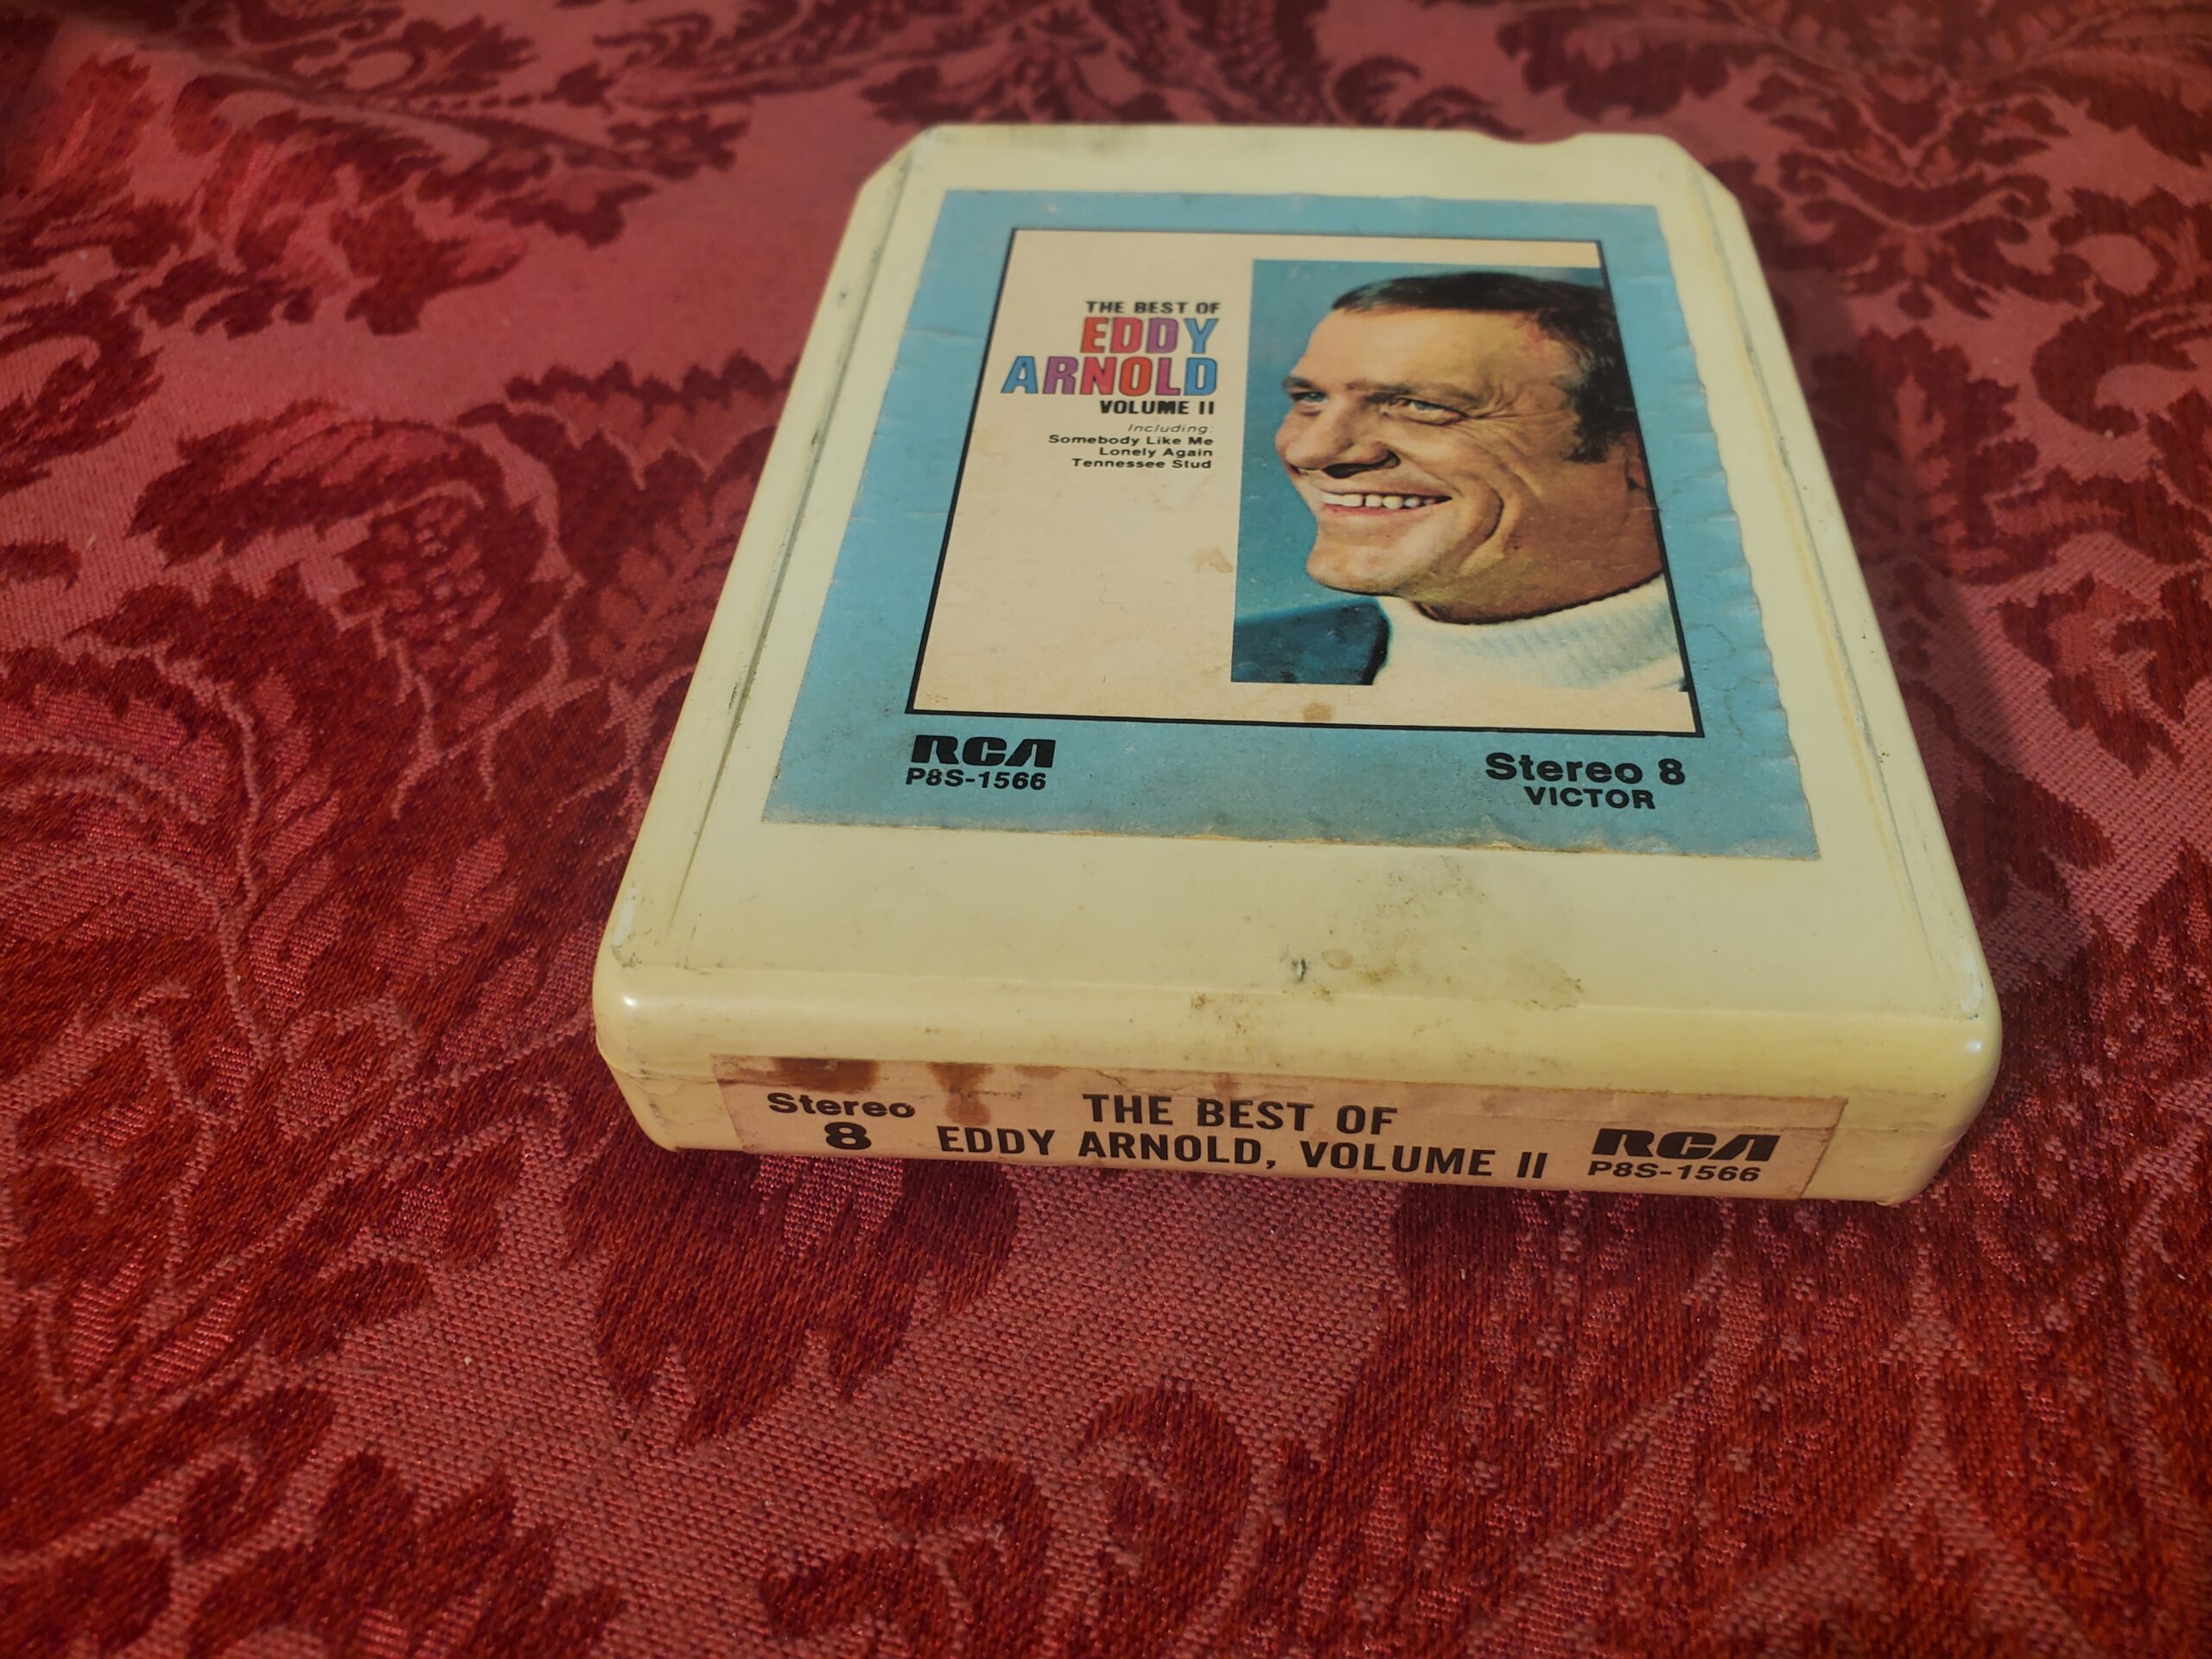 THE BEST OF
EDDY
ARNOLD
VOLUME II
Including:
Somebody Like Me
Lonely Again
Tennessee Stud
RCA
P8S-1566
Stereo 8
VICTOR
Stereo
8
THE BEST OF
EDDY ARNOLD, VOLUME II
RCA
P8S-1566